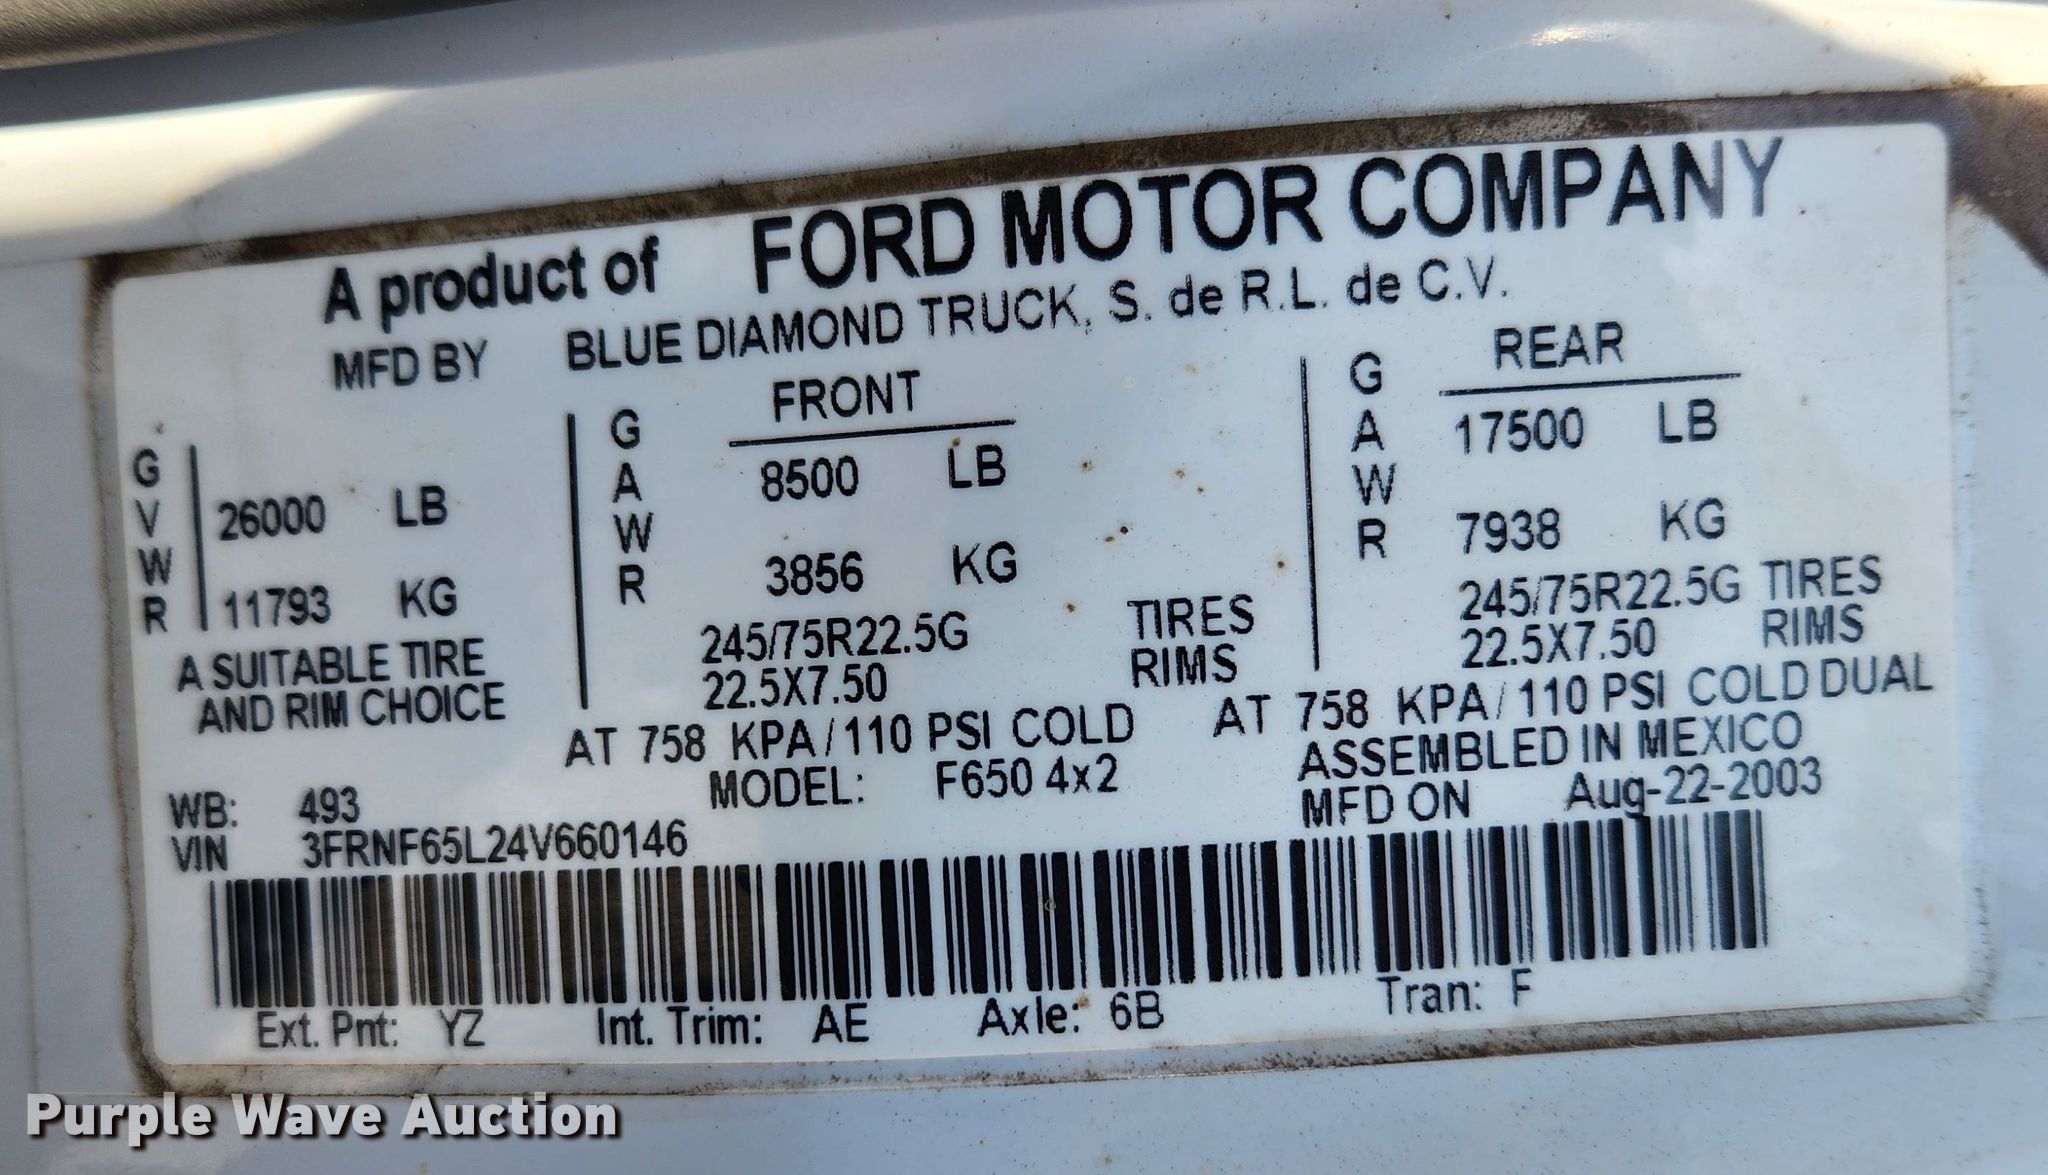 A product of FORD MOTOR COMPANY
MFD BY BLUE DIAMOND TRUCK, S. de R.L. de C.V.
GVWR
26000 LB
11793 KG
A SUITABLE TIRE
AND RIM CHOICE
GAWR
FRONT
8500 LB
3856 KG
245/75R22.5G TIRES
22.5X7.50 RIMS
AT 758 KPA/110 PSI COLD
GAWR
REAR
17500 LB
7938 KG
245/75R22.5G TIRES
22.5X7.50 RIMS
AT 758 KPA/110 PSI COLD DUAL
WB: 493
MODEL: F650 4x2
ASSEMBLED IN MEXICO
MFD ON Aug-22-2003
VIN 3FRNF65L24V660146
Ext. Pnt: YZ Int. Trim: AE Axle: 6B Tran: F
Purple Wave Auction